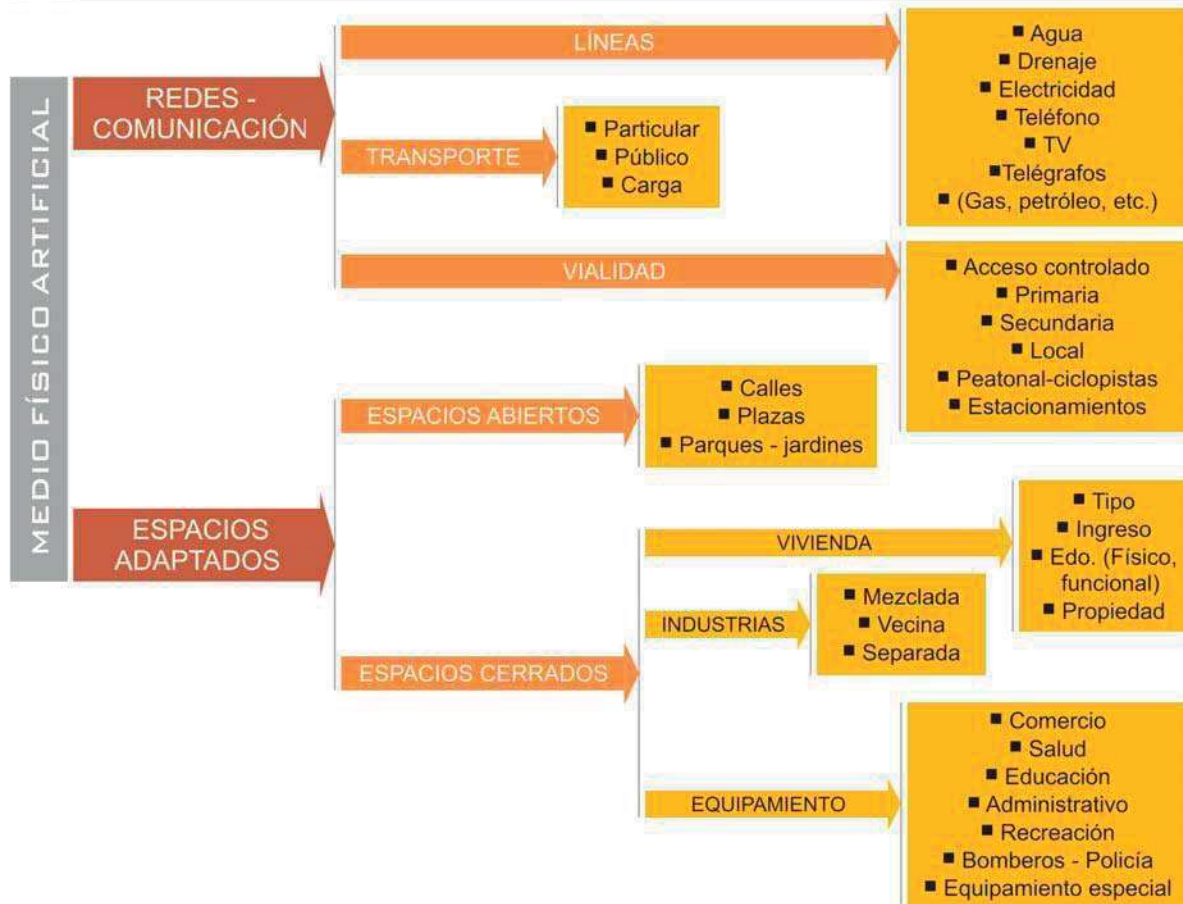 MEDIO FÍSICO ARTIFICIAL
REDES -
COMUNICACIÓN
LÍNEAS
▪ Agua
▪ Drenaje
▪ Electricidad
▪ Teléfono
▪ TV
▪ Telégrafos
▪ (Gas, petróleo, etc.)
TRANSPORTE
▪ Particular
▪ Público
▪ Carga
VIALIDAD
▪ Acceso controlado
▪ Primaria
▪ Secundaria
▪ Local
▪ Peatonal-ciclopistas
▪ Estacionamientos
ESPACIOS
ADAPTADOS
ESPACIOS ABIERTOS
▪ Calles
▪ Plazas
▪ Parques - jardines
ESPACIOS CERRADOS
VIVIENDA
▪ Tipo
▪ Ingreso
▪ Edo. (Físico,
funcional)
▪ Propiedad
INDUSTRIAS
▪ Mezclada
▪ Vecina
▪ Separada
EQUIPAMIENTO
▪ Comercio
▪ Salud
▪ Educación
▪ Administrativo
▪ Recreación
▪ Bomberos - Policía
▪ Equipamiento especial